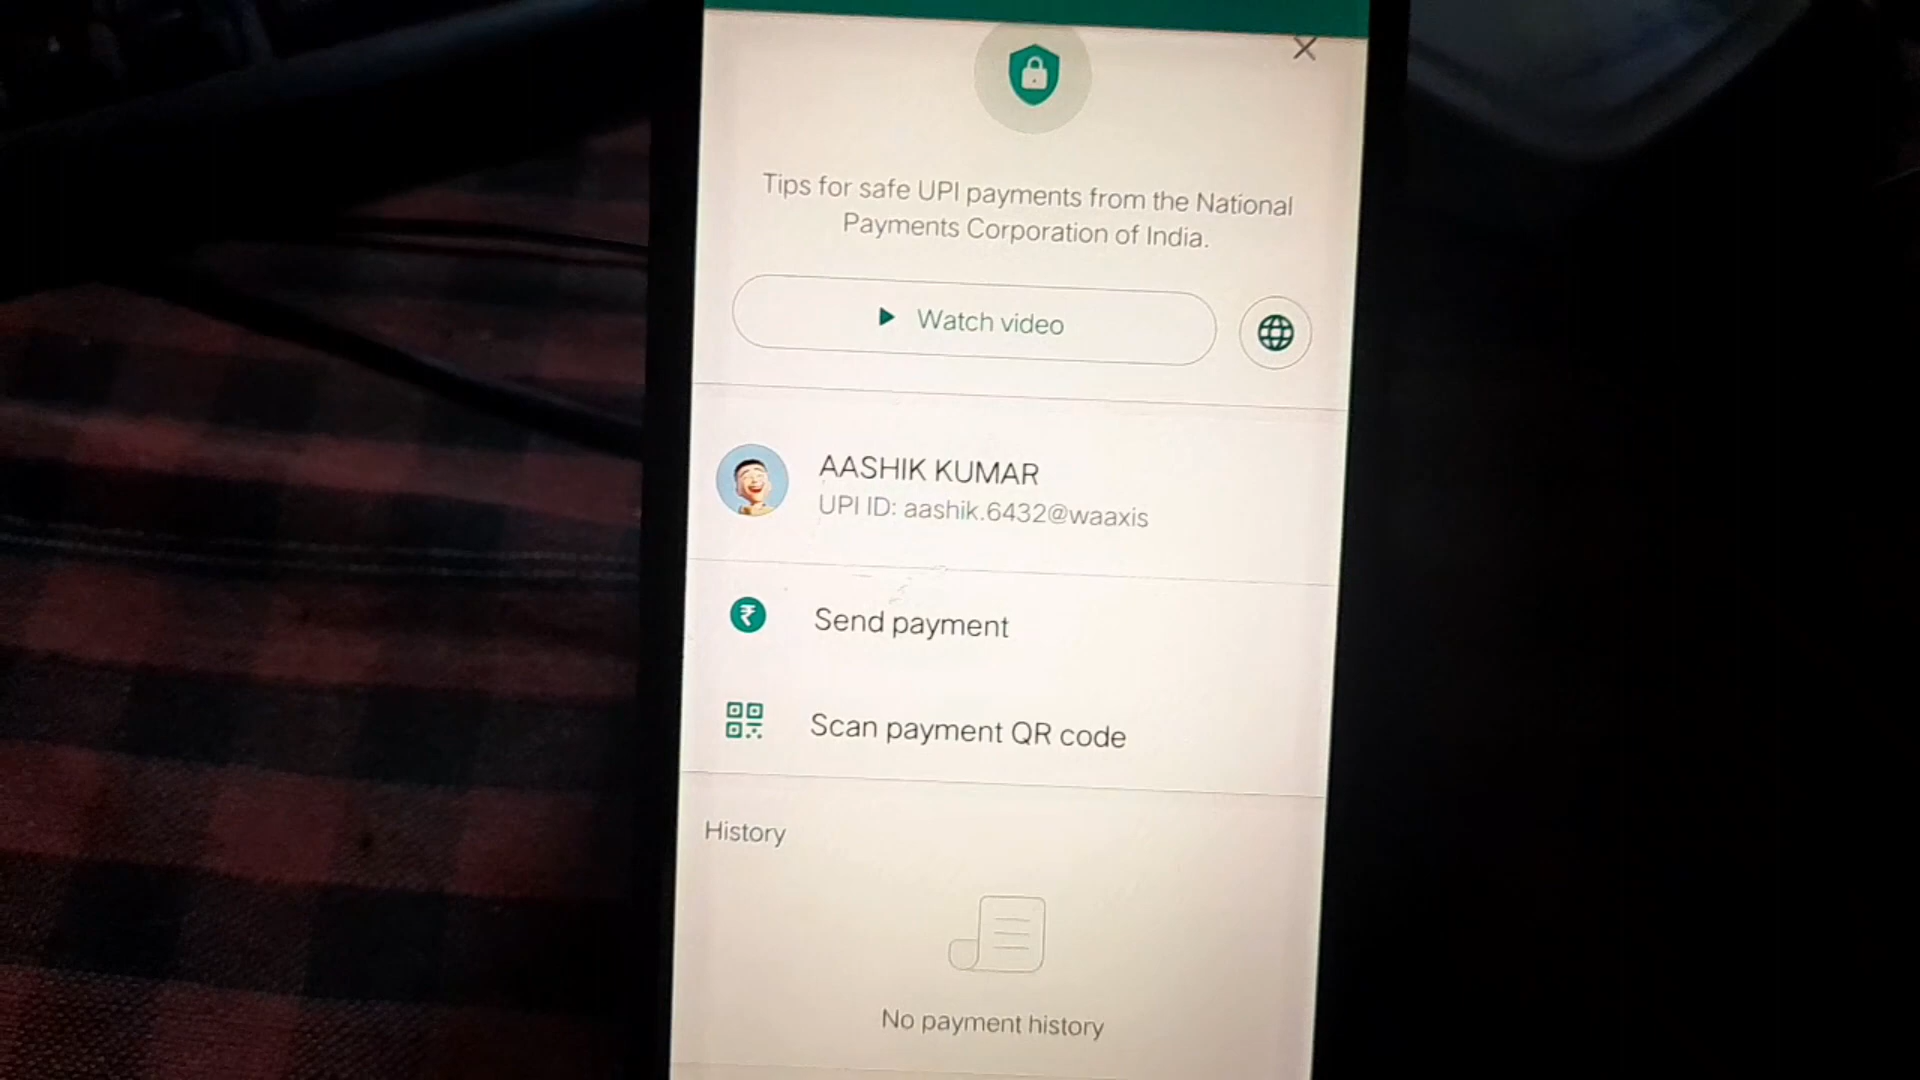 Tips for safe UPI payments from the National
Payments Corporation of India.
Watch video
AASHIK KUMAR
UPI ID: aashik.6432@waaxis
₹
Send payment
Scan payment QR code
History
No payment history